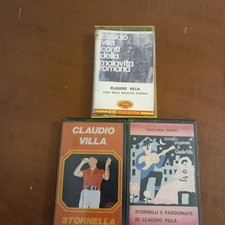 claudio
villa
canti
della
malavita
romana
CLAUDIO VILLA
CANTI DELLA MALAVITA ROMANA
CLAUDIO
VILLA
STORNELLA
STORNELLI E PASQUINATE
DI CLAUDIO VILLA